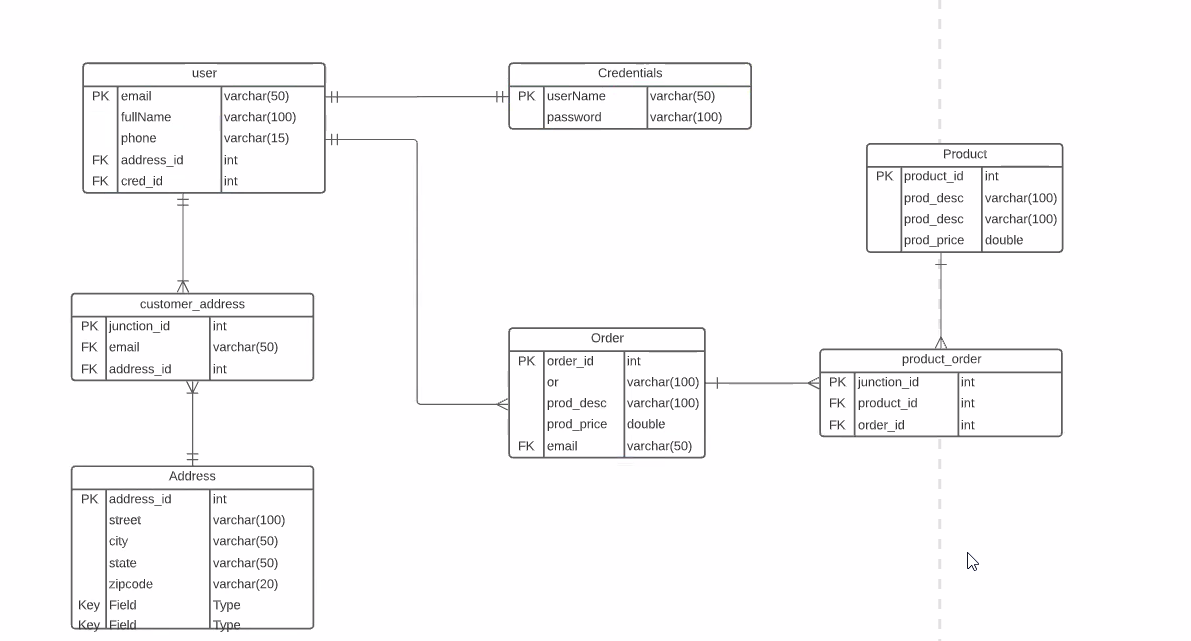 user
PK email varchar(50)
fullName varchar(100)
phone varchar(15)
FK address_id int
FK cred_id int
Credentials
PK userName varchar(50)
password varchar(100)
Product
PK product_id int
prod_desc varchar(100)
prod_desc varchar(100)
prod_price double
customer_address
PK junction_id int
FK email varchar(50)
FK address_id int
Order
PK order_id int
or varchar(100)
prod_desc varchar(100)
prod_price double
FK email varchar(50)
product_order
PK junction_id int
FK product_id int
FK order_id int
Address
PK address_id int
street varchar(100)
city varchar(50)
state varchar(50)
zipcode varchar(20)
Key Field Type
Key Field Type